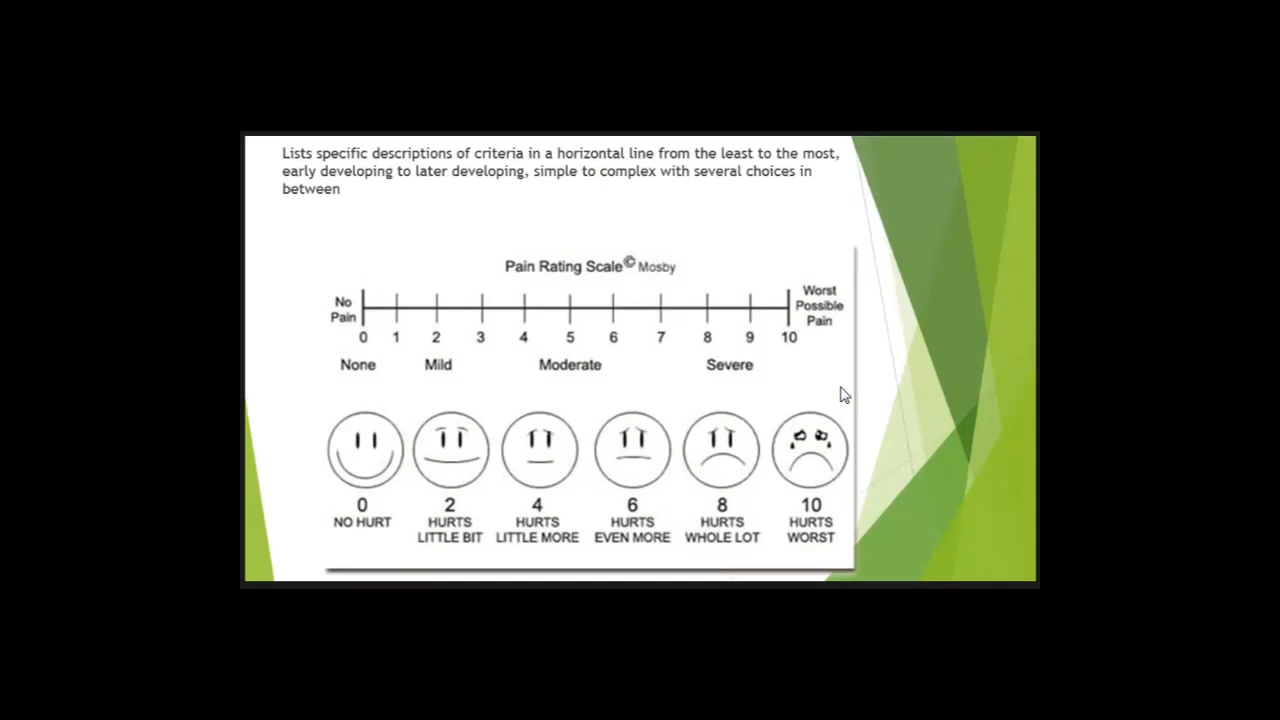 Lists specific descriptions of criteria in a horizontal line from the least to the most,
early developing to later developing, simple to complex with several choices in
between
Pain Rating Scale© Mosby
No
Pain
Worst
Possible
Pain
0 1 2 3 4 5 6 7 8 9 10
None Mild Moderate Severe
0 2 4 6 8 10
NO HURT HURTS HURTS HURTS HURTS HURTS
LITTLE BIT LITTLE MORE EVEN MORE WHOLE LOT WORST